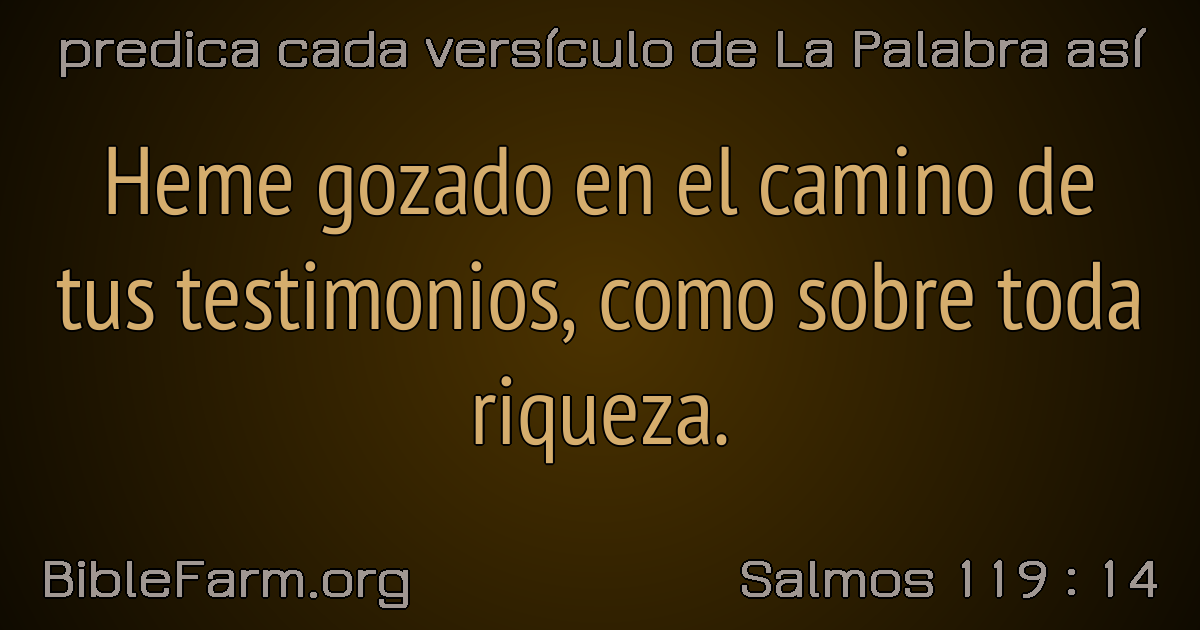 predica cada versículo de La Palabra así
Heme gozado en el camino de
tus testimonios, como sobre toda
riqueza.
BibleFarm.org
Salmos 119 : 14